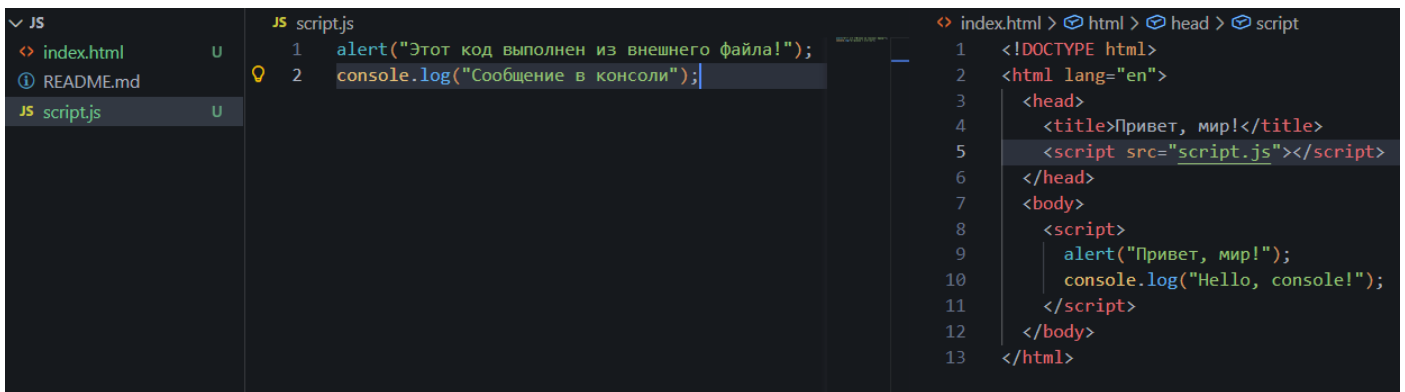 JS
index.html U
README.md
JS script.js U
JS script.js
1 alert("Этот код выполнен из внешнего файла!");
2 console.log("Сообщение в консоли");
index.html > html > head > script
1 <!DOCTYPE html>
2 <html lang="en">
3 <head>
4 <title>Привет, мир!</title>
5 <script src="script.js"></script>
6 </head>
7 <body>
8 <script>
9 alert("Привет, мир!");
10 console.log("Hello, console!");
11 </script>
12 </body>
13 </html>